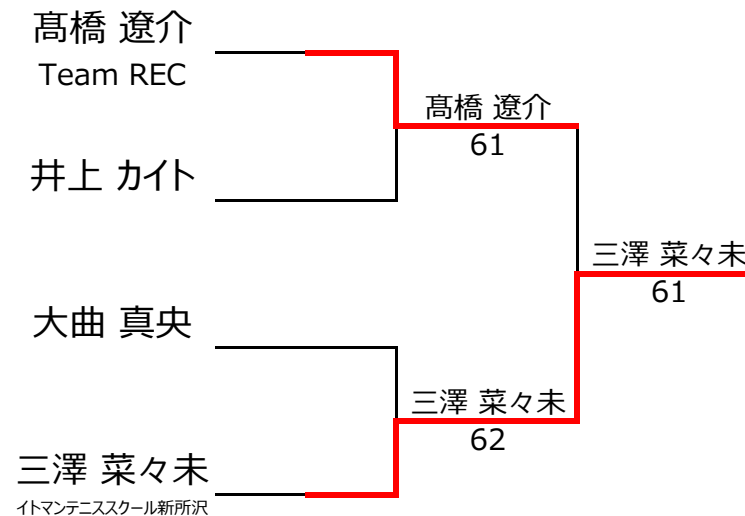 髙橋 遼介
Team REC
髙橋 遼介
61
井上 カイト
三澤 菜々未
61
大曲 真央
三澤 菜々未
62
三澤 菜々未
イトマンテニススクール新所沢